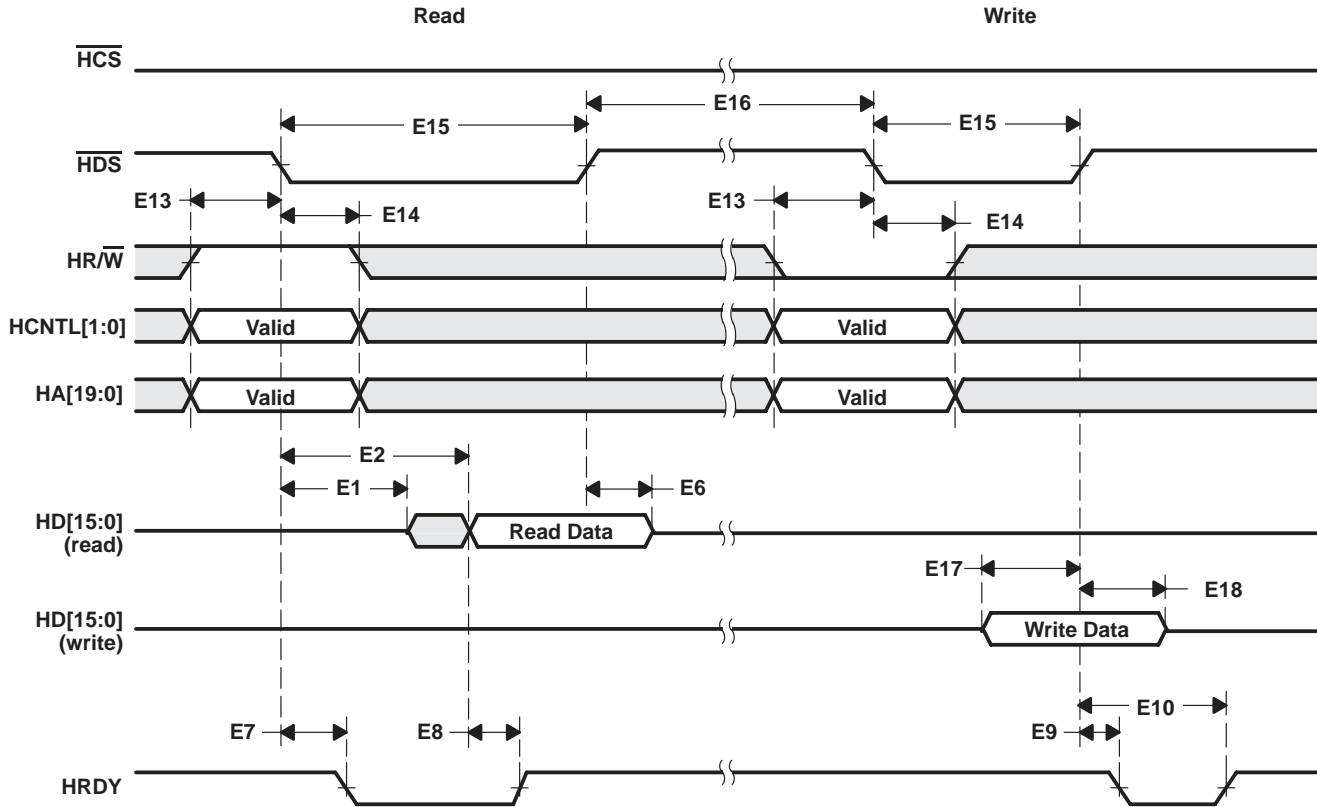 Read Write
HCS
E16
E15 E15
HDS
E13 E14 E13 E14
HR/W
HCNTL[1:0] Valid Valid
HA[19:0] Valid Valid
E2
E1 E6
HD[15:0]
(read)
Read Data
E17 E18
HD[15:0]
(write)
Write Data
E10
E7 E8 E9
HRDY